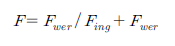 F = F_wer / F_ing + F_wer